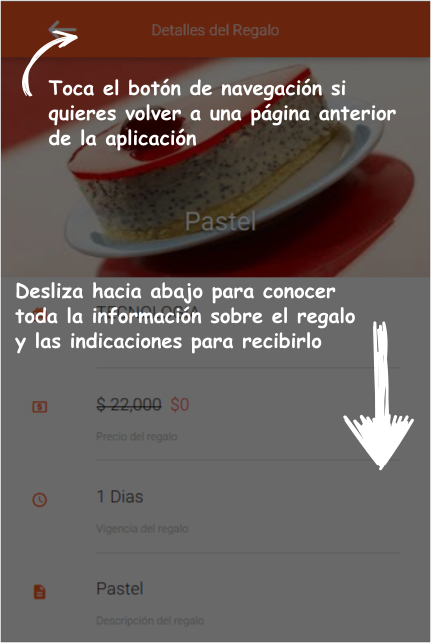 Detalles del Regalo
Toca el botón de navegación si
quieres volver a una página anterior
de la aplicación
Pastel
Desliza hacia abajo para conocer
TECNOLOGIA
toda la información sobre el regalo
y las indicaciones para recibirlo
$ 22,000 $0
Precio del regalo
1 Dias
Vigencia del regalo
Pastel
Descripción del regalo